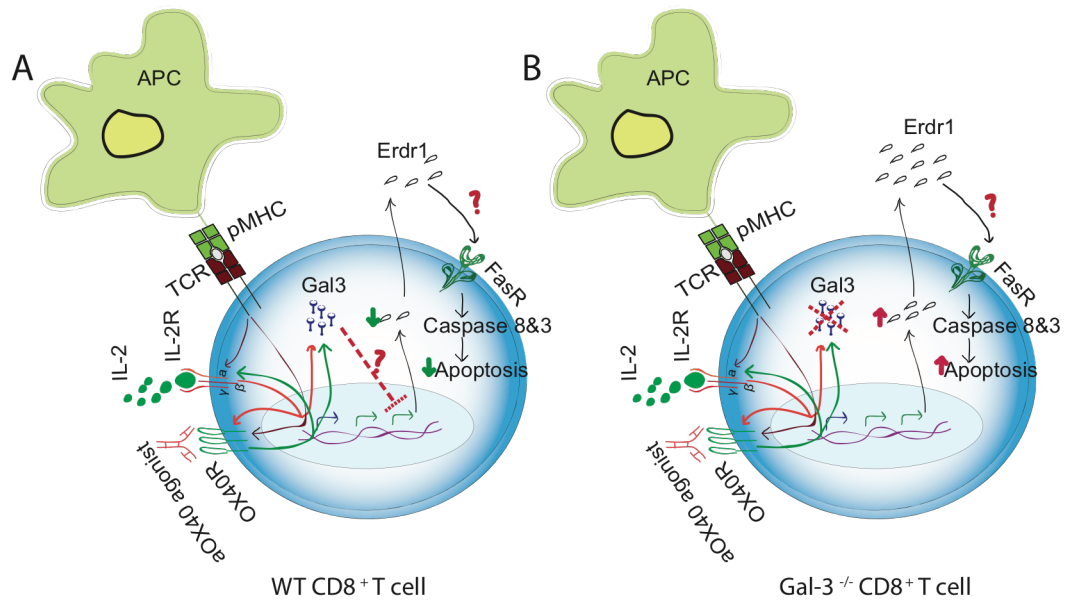 A
APC
Erdr1
?
pMHC
TCR
Gal3
FasR
Caspase 8&3
Apoptosis
IL-2R
IL-2
a
β
γ
?
OX40R
aOX40 agonist
WT CD8 + T cell
B
APC
Erdr1
?
pMHC
TCR
Gal3
FasR
Caspase 8&3
Apoptosis
IL-2R
IL-2
a
β
γ
OX40R
aOX40 agonist
Gal-3 -/- CD8+ T cell